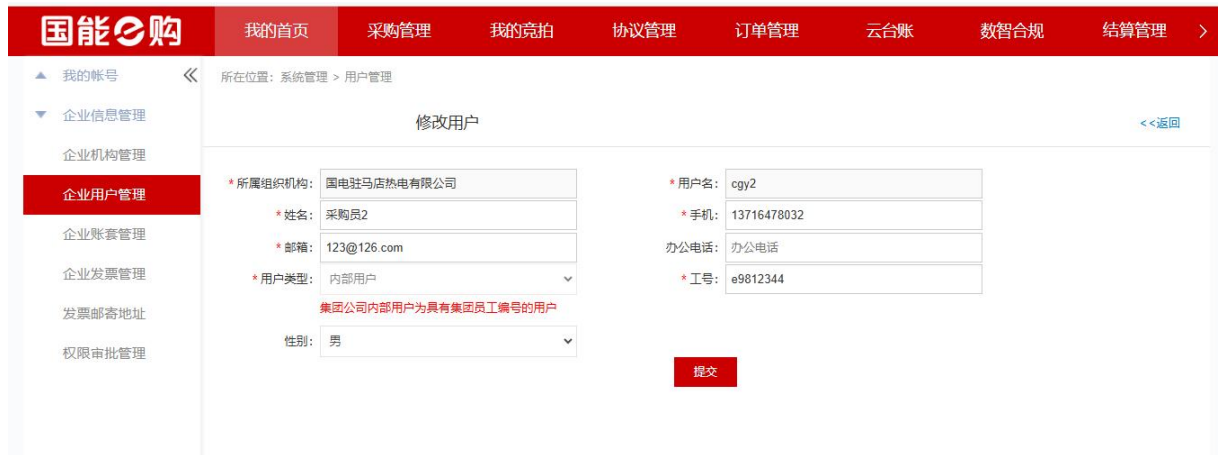 国能e购 我的首页 采购管理 我的竞拍 协议管理 订单管理 云台账 数智合规 结算管理
我的帐号 所在位置: 系统管理 > 用户管理
企业信息管理 修改用户 <<返回
企业机构管理
企业用户管理 *所属组织机构: 国电驻马店热电有限公司 *用户名: cgy2
*姓名: 采购员2 *手机: 13716478032
企业账套管理 *邮箱: 123@126.com 办公电话: 办公电话
企业发票管理 *用户类型: 内部用户 *工号: e9812344
发票邮寄地址 集团公司内部用户为具有集团员工编号的用户
权限审批管理 性别: 男
提交